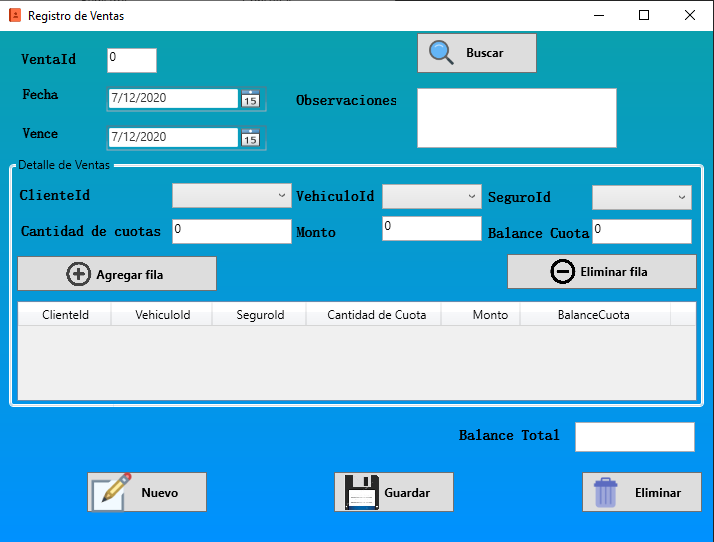 Registro de Ventas
VentaId 0 Buscar
Fecha 7/12/2020 15 Observaciones
Vence 7/12/2020 15
Detalle de Ventas
ClienteId VehiculoId SeguroId
Cantidad de cuotas 0 Monto 0 Balance Cuota 0
Agregar fila Eliminar fila
ClienteId VehiculoId SeguroId Cantidad de Cuota Monto BalanceCuota
Balance Total
Nuevo Guardar Eliminar